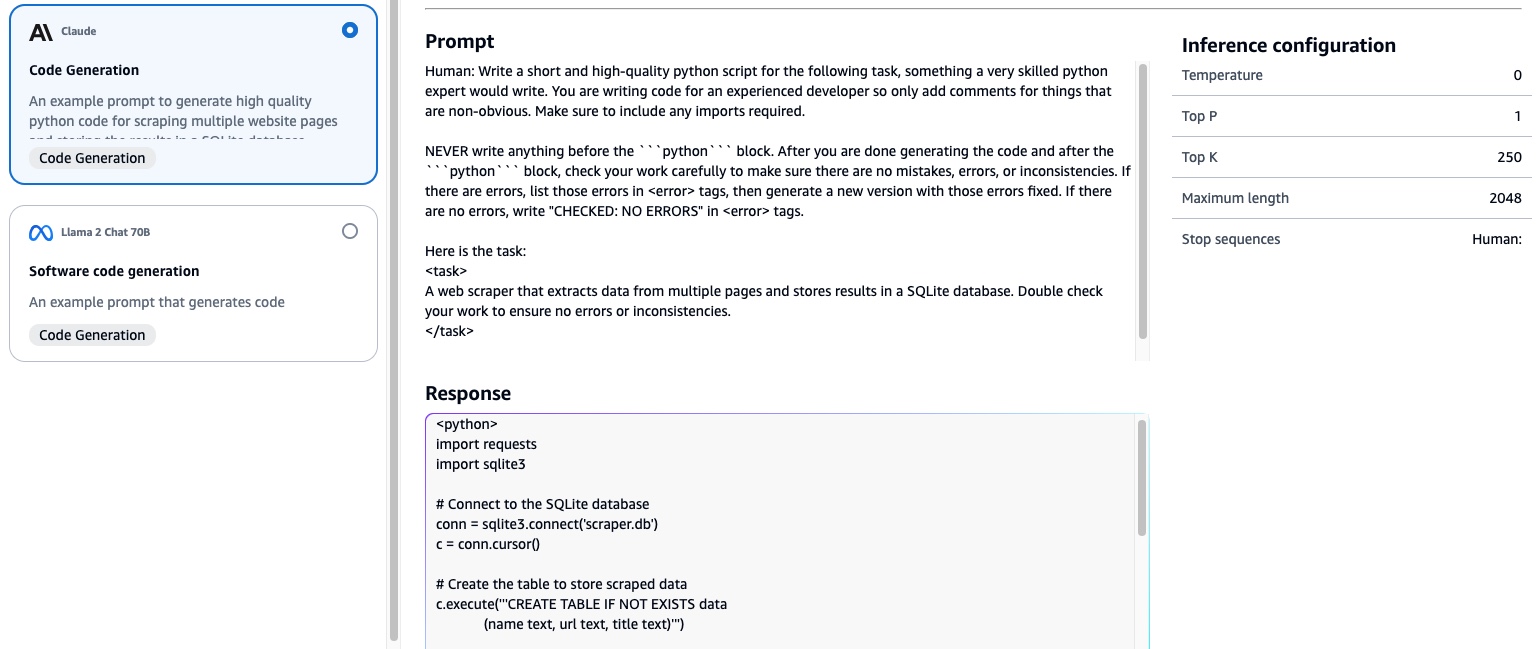 Claude
Code Generation
An example prompt to generate high quality
python code for scraping multiple website pages
and storing the results in a SQLite database
Code Generation
Llama 2 Chat 70B
Software code generation
An example prompt that generates code
Code Generation
Prompt
Human: Write a short and high-quality python script for the following task, something a very skilled python
expert would write. You are writing code for an experienced developer so only add comments for things that
are non-obvious. Make sure to include any imports required.
NEVER write anything before the ```python``` block. After you are done generating the code and after the
```python``` block, check your work carefully to make sure there are no mistakes, errors, or inconsistencies. If
there are errors, list those errors in <error> tags, then generate a new version with those errors fixed. If there
are no errors, write "CHECKED: NO ERRORS" in <error> tags.
Here is the task:
<task>
A web scraper that extracts data from multiple pages and stores results in a SQLite database. Double check
your work to ensure no errors or inconsistencies.
</task>
Response
<python>
import requests
import sqlite3
# Connect to the SQLite database
conn = sqlite3.connect('scraper.db')
c = conn.cursor()
# Create the table to store scraped data
c.execute('''CREATE TABLE IF NOT EXISTS data
(name text, url text, title text)''')
Inference configuration
Temperature 0
Top P 1
Top K 250
Maximum length 2048
Stop sequences Human: